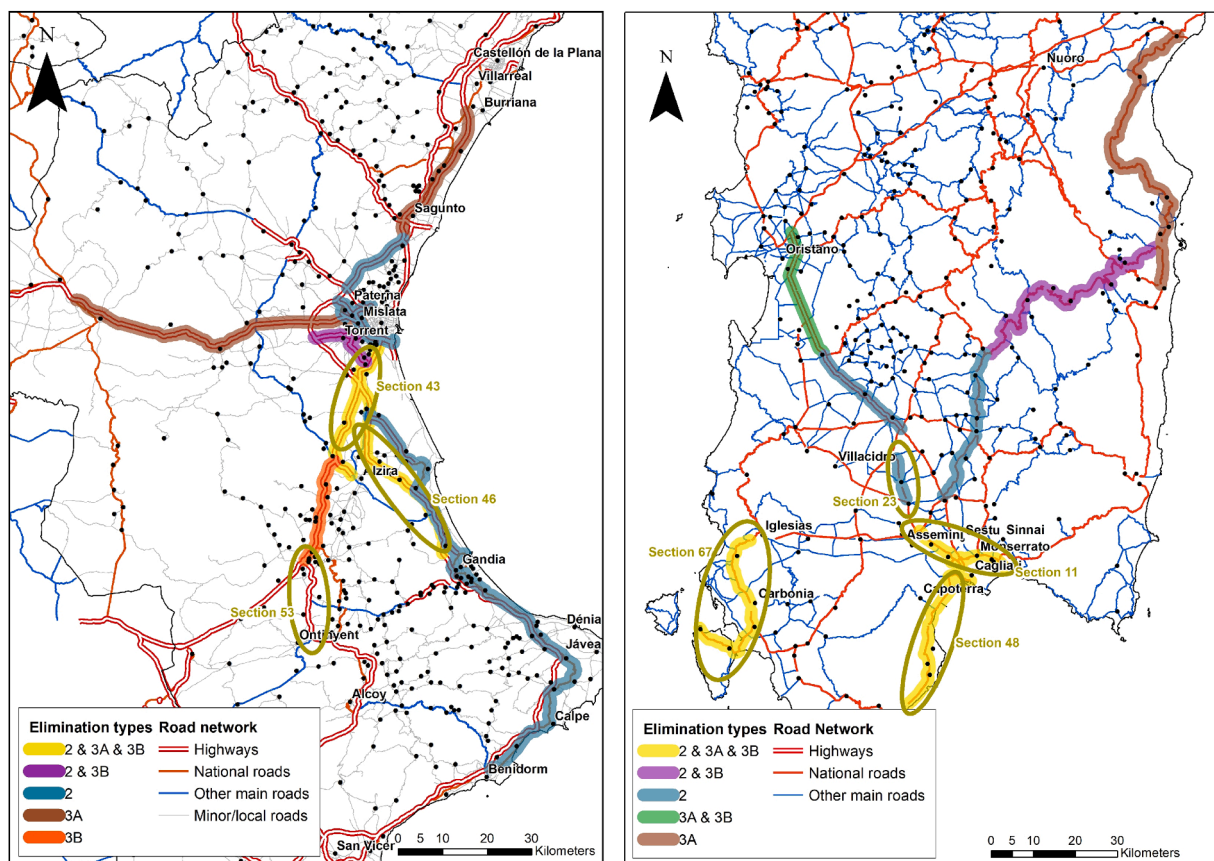 N
Castellón de la Plana
Villarreal
Burriana
Sagunto
Paterna
Mislata
Torrent
Section 43
Alzira
Section 46
Gandia
Section 53
Ontinyent
Dénia
Jávea
Alcoy
Calpe
Benidorm
San Vicer
Elimination types Road network
2 & 3A & 3B Highways
2 & 3B National roads
2 Other main roads
3A Minor/local roads
3B
0 5 10 20 30
Kilometers
N
Nuoro
Oristano
Villacidro
Section 23
Iglesias
Assemini
Sestu Sinnai
Monserrato
Section 67
Caglia
Section 11
Carbonia
Capoterra
Section 48
Elimination types Road Network
2 & 3A & 3B Highways
2 & 3B National roads
2 Other main roads
3A & 3B
3A
0 5 10 20 30
Kilometers